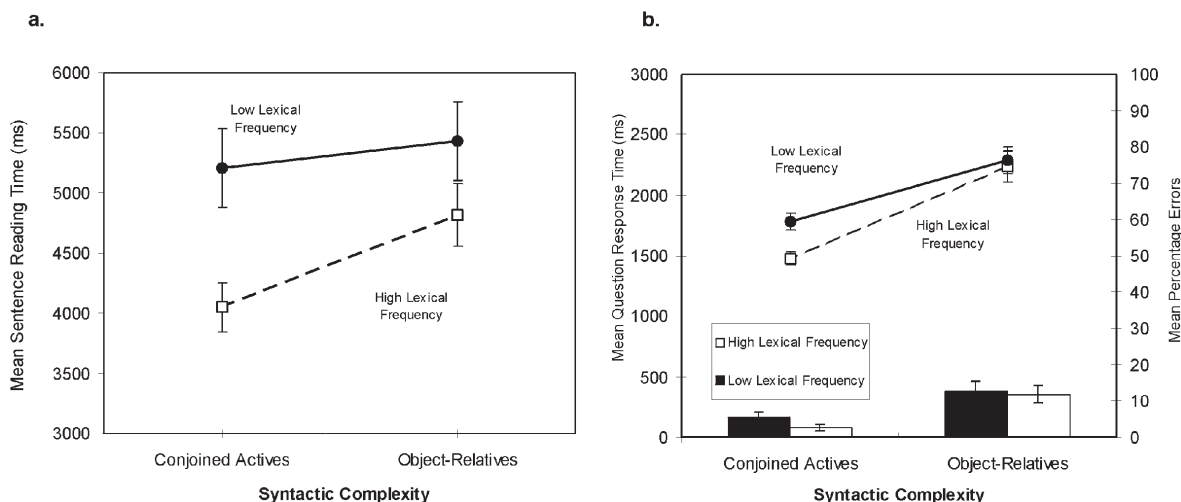 a.
6000
5500
5000
4500
4000
3500
3000
Mean Sentence Reading Time (ms)
Low Lexical
Frequency
High Lexical
Frequency
Conjoined Actives
Object-Relatives
Syntactic Complexity
b.
3000
2500
2000
1500
1000
500
0
Mean Question Response Time (ms)
Low Lexical
Frequency
High Lexical
Frequency
High Lexical Frequency
Low Lexical Frequency
100
90
80
70
60
50
40
30
20
10
0
Mean Percentage Errors
Conjoined Actives
Object-Relatives
Syntactic Complexity